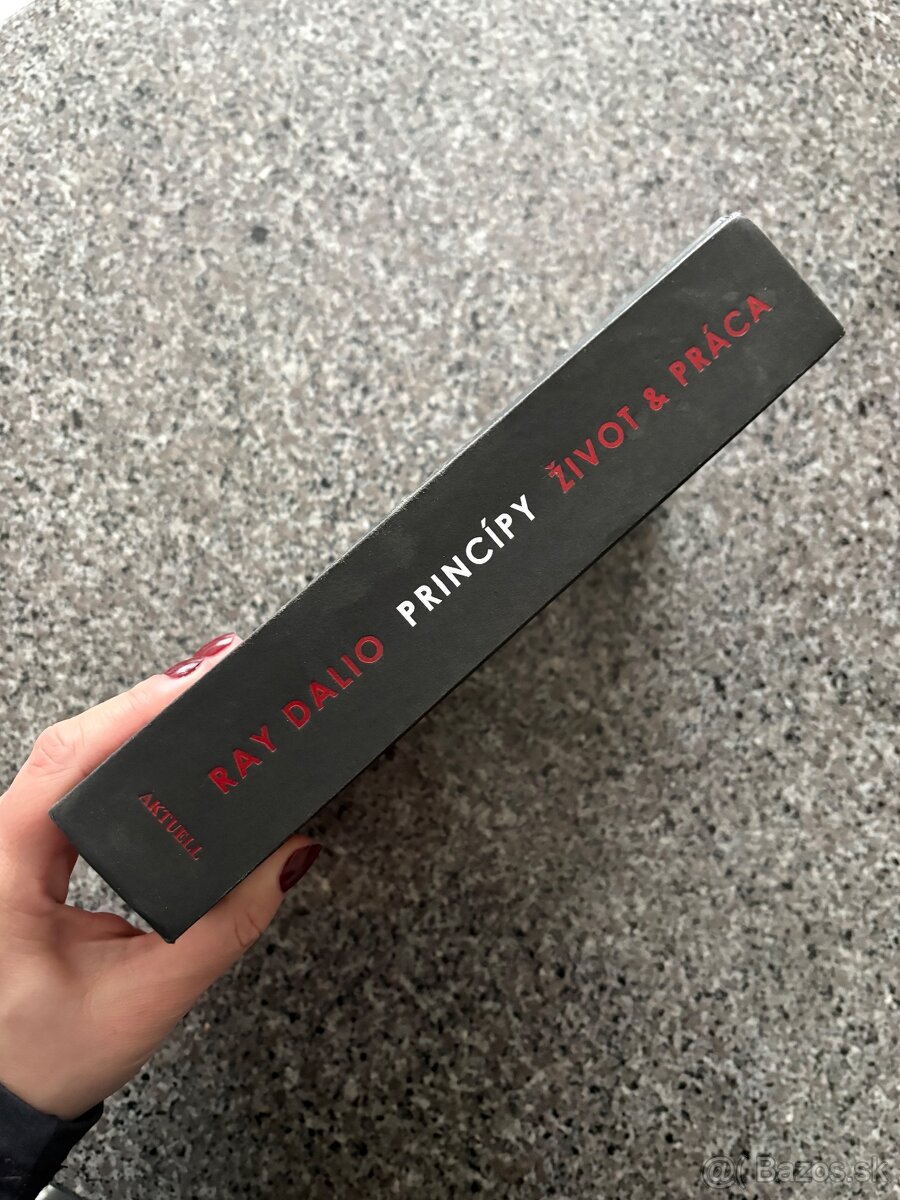 AKTUELL
RAY DALIO PRINCÍPY ŽIVOT & PRÁCA
@( Bazos.sk